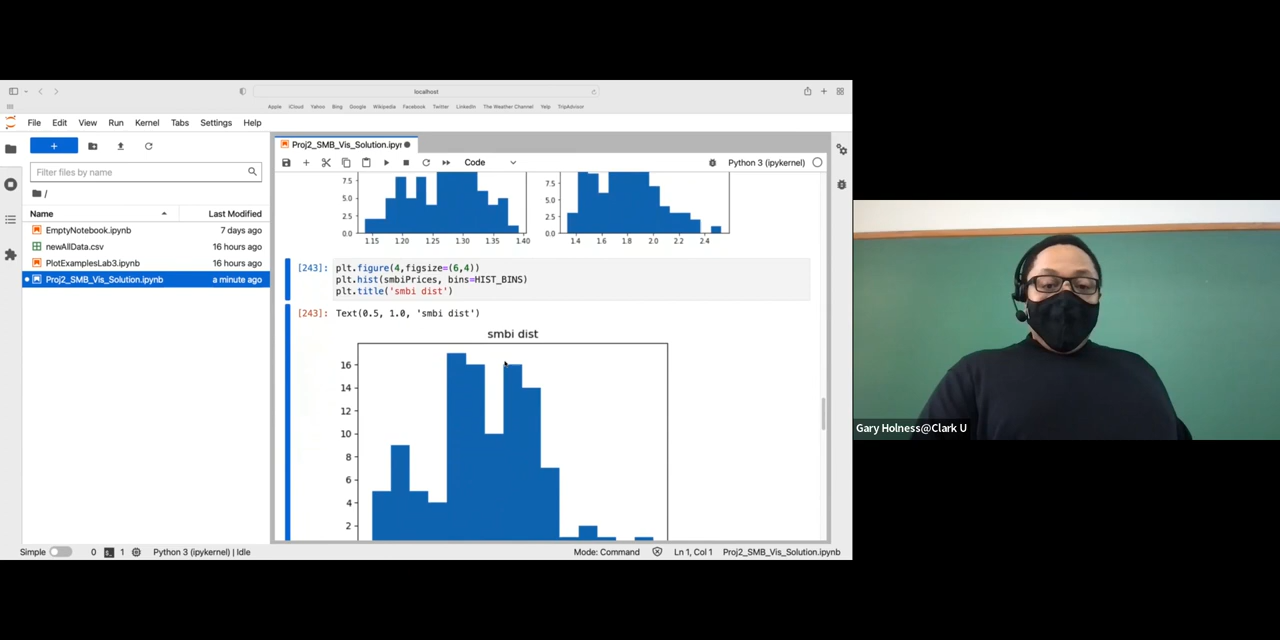 localhost
Apple iCloud Yahoo Bing Google Wikipedia Facebook Twitter LinkedIn The Weather Channel Yelp TripAdvisor
File Edit View Run Kernel Tabs Settings Help
Filter files by name
/
Name Last Modified
EmptyNotebook.ipynb 7 days ago
newAllData.csv 16 hours ago
PlotExamplesLab3.ipynb 16 hours ago
Proj2_SMB_Vis_Solution.ipynb a minute ago
Proj2_SMB_Vis_Solution.ipyn
Code Python 3 (ipykernel)
7.5
5.0
2.5
0.0
1.15 1.20 1.25 1.30 1.35 1.40
7.5
5.0
2.5
0.0
1.4 1.6 1.8 2.0 2.2 2.4
[243]: plt.figure(4,figsize=(6,4))
plt.hist(smbiPrices, bins=HIST_BINS)
plt.title('smbi dist')
[243]: Text(0.5, 1.0, 'smbi dist')
smbi dist
16
14
12
10
8
6
4
2
Simple 0 1 Python 3 (ipykernel) | Idle Mode: Command Ln 1, Col 1 Proj2_SMB_Vis_Solution.ipynb
Gary Holness@Clark U